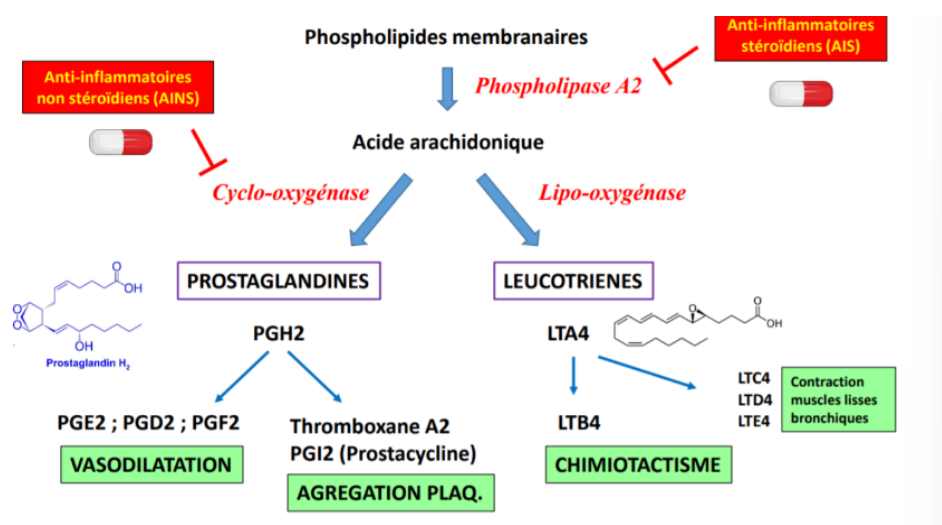 Phospholipides membranaires
Anti-inflammatoires
stéroïdiens (AIS)
Anti-inflammatoires
non stéroïdiens (AINS)
Phospholipase A2
Acide arachidonique
Cyclo-oxygénase
Lipo-oxygénase
PROSTAGLANDINES
LEUCOTRIENES
O
OH
O
O
OH
Prostaglandin H2
PGH2
LTA4
O
O
OH
PGE2 ; PGD2 ; PGF2
VASODILATATION
Thromboxane A2
PGI2 (Prostacycline)
AGREGATION PLAQ.
LTB4
CHIMIOTACTISME
LTC4
LTD4
LTE4
Contraction
muscles lisses
bronchiques